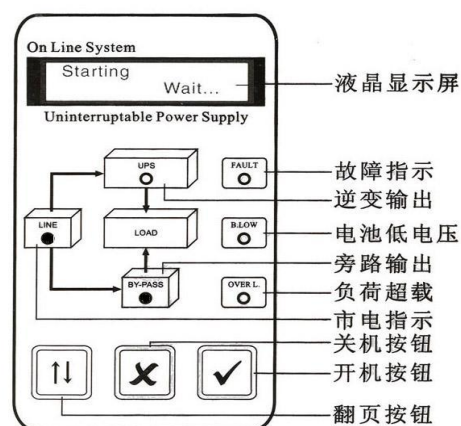 On Line System
Starting
Wait...
液晶显示屏
Uninterruptable Power Supply
UPS
FAULT
故障指示
逆变输出
LINE
LOAD
B.LOW
电池低电压
旁路输出
BY-PASS
OVER L.
负荷超载
市电指示
关机按钮
开机按钮
翻页按钮